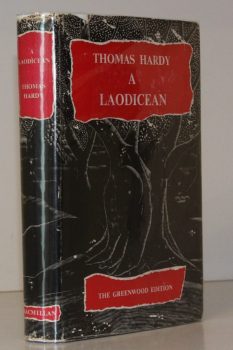 A
LAODICEAN
THOMAS
HARDY
MACMILLAN
THOMAS HARDY
A
LAODICEAN
THE GREENWOOD EDITION